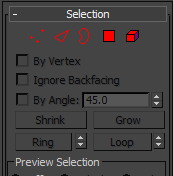 - Selection
By Vertex
Ignore Backfacing
By Angle: 45.0
Shrink Grow
Ring Loop
Preview Selection